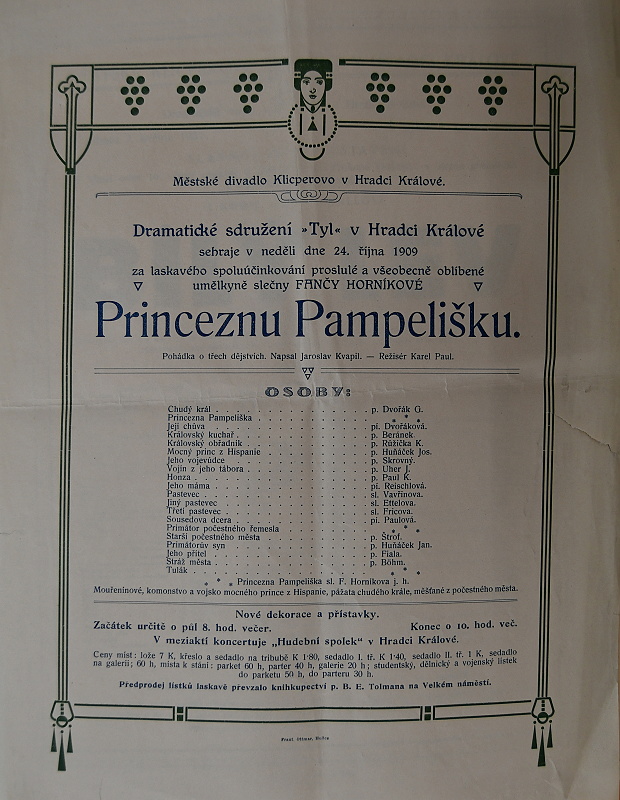 Městské divadlo Klicperovo v Hradci Králové.
Dramatické sdružení »Tyl« v Hradci Králové
sehraje v neděli dne 24. října 1909
za laskavého spoluúčinkování proslulé a všeobecně oblíbené
umělkyně slečny FANČY HORNÍKOVÉ
Princeznu Pampelišku.
Pohádka o třech dějstvích. Napsal Jaroslav Kvapil. — Režisér Karel Paul.
OSOBY:
Chudý král . . . p. Dvořák G.
Princezna Pampeliška . . . * * *
Její chůva . . . pí. Dvořáková.
Královský kuchař . . . p. Beránek.
Královský obřadník . . . p. Růžička K.
Mocný princ z Hispanie . . . p. Huňáček Jos.
Jeho vojevůdce . . . p. Skrovný.
Vojín z jeho tábora . . . p. Uher J.
Honza . . . p. Paul K.
Jeho máma . . . pí. Reischlová.
Pastevec . . . sl. Vavřinova.
Jiný pastevec . . . sl. Ettelova.
Třetí pastevec . . . sl. Fricova.
Sousedova dcera . . . pí. Paulová.
Primátor počestného řemesla . . . * * *
Starší počestného města . . . p. Štrof.
Primátorův syn . . . p. Huňáček Jan.
Jeho přítel . . . p. Fiala.
Stráž města . . . p. Böhm.
Tulák . . . * * *
* * * Princezna Pampeliška sl. F. Horníkova j. h.
Mouřenínové, komonstvo a vojsko mocného prince z Hispanie, pážata chudého krále, měšťané z počestného města.
Nové dekorace a přístavky.
Začátek určitě o půl 8. hod. večer. Konec o 10. hod. več.
V meziaktí koncertuje „Hudební spolek" v Hradci Králové.
Ceny míst: lože 7 K, křeslo a sedadlo na tribuně K 1·80, sedadlo I. tř. K 1·40, sedadlo II. tř. 1 K, sedadlo
na galerii; 60 h, místa k stání: parket 60 h, parter 40 h, galerie 20 h; studentský, dělnický a vojenský lístek
do parketu 50 h, do parteru 30 h.
Předprodej lístků laskavě převzalo knihkupectví p. B. E. Tolmana na Velkém náměstí.